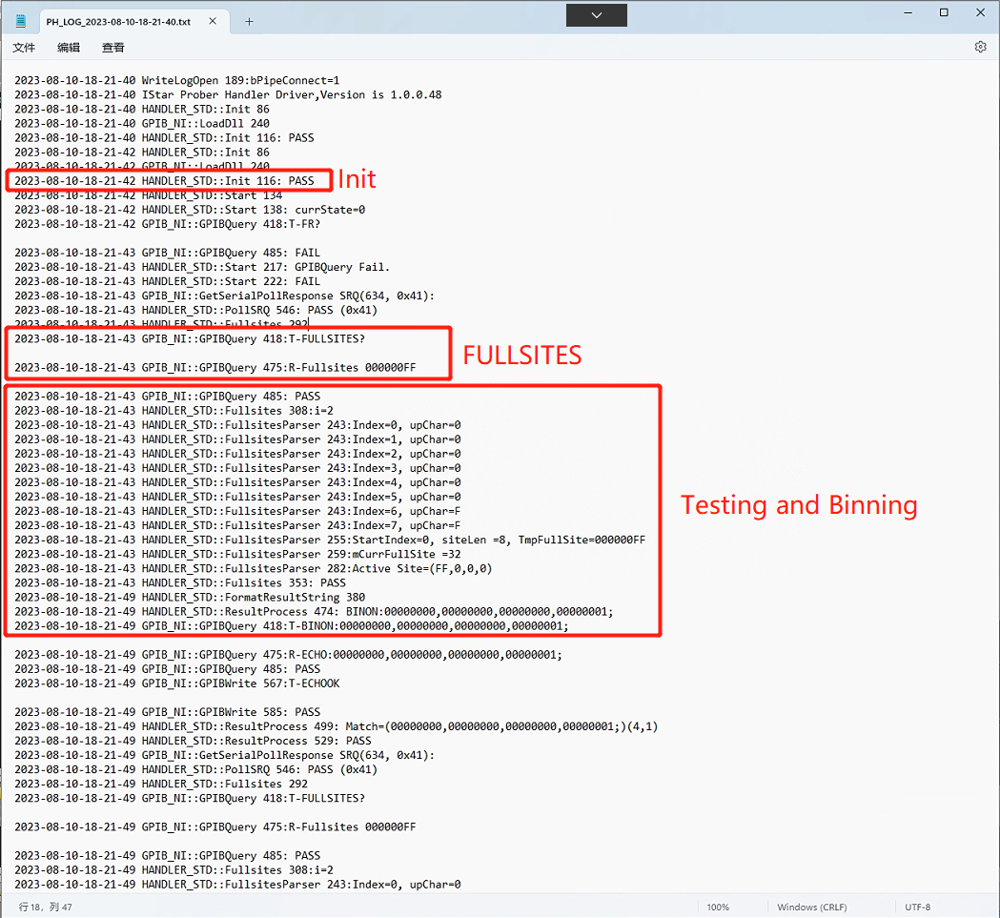 PH_LOG_2023-08-10-18-21-40.txt
文件 编辑 查看
2023-08-10-18-21-40 WriteLogOpen 189:bPipeConnect=1
2023-08-10-18-21-40 IStar Prober Handler Driver,Version is 1.0.0.48
2023-08-10-18-21-40 HANDLER_STD::Init 86
2023-08-10-18-21-40 GPIB_NI::LoadDll 240
2023-08-10-18-21-40 HANDLER_STD::Init 116: PASS
2023-08-10-18-21-42 HANDLER_STD::Init 86
2023-08-10-18-21-42 GPIB_NI::LoadDll 240
2023-08-10-18-21-42 HANDLER_STD::Init 116: PASS
Init
2023-08-10-18-21-42 HANDLER_STD::Start 134
2023-08-10-18-21-42 HANDLER_STD::Start 138: currState=0
2023-08-10-18-21-42 GPIB_NI::GPIBQuery 418:T-FR?
2023-08-10-18-21-43 GPIB_NI::GPIBQuery 485: FAIL
2023-08-10-18-21-43 HANDLER_STD::Start 217: GPIBQuery Fail.
2023-08-10-18-21-43 HANDLER_STD::Start 222: FAIL
2023-08-10-18-21-43 GPIB_NI::GetSerialPollResponse SRQ(634, 0x41):
2023-08-10-18-21-43 HANDLER_STD::PollSRQ 546: PASS (0x41)
2023-08-10-18-21-43 HANDLER_STD::Fullsites 292
2023-08-10-18-21-43 GPIB_NI::GPIBQuery 418:T-FULLSITES?
FULLSITES
2023-08-10-18-21-43 GPIB_NI::GPIBQuery 475:R-Fullsites 000000FF
2023-08-10-18-21-43 GPIB_NI::GPIBQuery 485: PASS
2023-08-10-18-21-43 HANDLER_STD::Fullsites 308:i=2
2023-08-10-18-21-43 HANDLER_STD::FullsitesParser 243:Index=0, upChar=0
2023-08-10-18-21-43 HANDLER_STD::FullsitesParser 243:Index=1, upChar=0
2023-08-10-18-21-43 HANDLER_STD::FullsitesParser 243:Index=2, upChar=0
2023-08-10-18-21-43 HANDLER_STD::FullsitesParser 243:Index=3, upChar=0
2023-08-10-18-21-43 HANDLER_STD::FullsitesParser 243:Index=4, upChar=0
2023-08-10-18-21-43 HANDLER_STD::FullsitesParser 243:Index=5, upChar=0
2023-08-10-18-21-43 HANDLER_STD::FullsitesParser 243:Index=6, upChar=F
2023-08-10-18-21-43 HANDLER_STD::FullsitesParser 243:Index=7, upChar=F
Testing and Binning
2023-08-10-18-21-43 HANDLER_STD::FullsitesParser 255:StartIndex=0, siteLen =8, TmpFullSite=000000FF
2023-08-10-18-21-43 HANDLER_STD::FullsitesParser 259:mCurrFullSite =32
2023-08-10-18-21-43 HANDLER_STD::FullsitesParser 282:Active Site=(FF,0,0,0)
2023-08-10-18-21-43 HANDLER_STD::Fullsites 353: PASS
2023-08-10-18-21-49 HANDLER_STD::FormatResultString 380
2023-08-10-18-21-49 HANDLER_STD::ResultProcess 474: BINON:00000000,00000000,00000000,00000001;
2023-08-10-18-21-49 GPIB_NI::GPIBQuery 418:T-BINON:00000000,00000000,00000000,00000001;
2023-08-10-18-21-49 GPIB_NI::GPIBQuery 475:R-ECHO:00000000,00000000,00000000,00000001;
2023-08-10-18-21-49 GPIB_NI::GPIBQuery 485: PASS
2023-08-10-18-21-49 GPIB_NI::GPIBWrite 567:T-ECHOOK
2023-08-10-18-21-49 GPIB_NI::GPIBWrite 585: PASS
2023-08-10-18-21-49 HANDLER_STD::ResultProcess 499: Match=(00000000,00000000,00000000,00000001;)(4,1)
2023-08-10-18-21-49 HANDLER_STD::ResultProcess 529: PASS
2023-08-10-18-21-49 GPIB_NI::GetSerialPollResponse SRQ(634, 0x41):
2023-08-10-18-21-49 HANDLER_STD::PollSRQ 546: PASS (0x41)
2023-08-10-18-21-49 HANDLER_STD::Fullsites 292
2023-08-10-18-21-49 GPIB_NI::GPIBQuery 418:T-FULLSITES?
2023-08-10-18-21-49 GPIB_NI::GPIBQuery 475:R-Fullsites 000000FF
2023-08-10-18-21-49 GPIB_NI::GPIBQuery 485: PASS
2023-08-10-18-21-49 HANDLER_STD::Fullsites 308:i=2
2023-08-10-18-21-49 HANDLER_STD::FullsitesParser 243:Index=0, upChar=0
行 18，列 47 100% Windows (CRLF) UTF-8